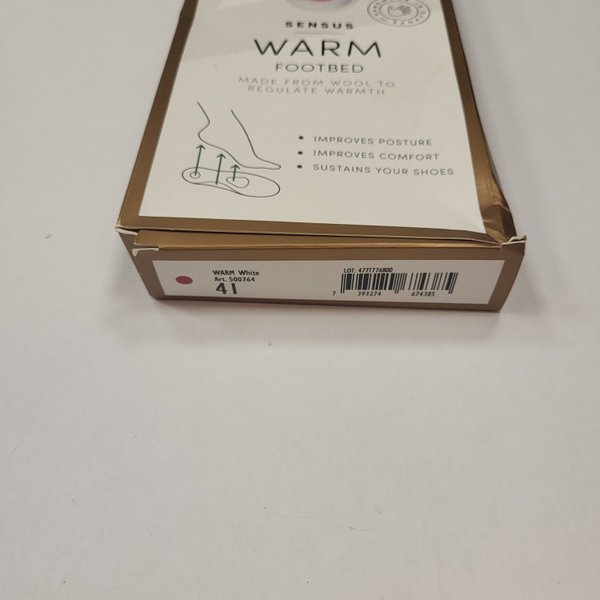 SENSUS
WARM
FOOTBED
MADE FROM WOOL TO
REGULATE WARMTH
• IMPROVES POSTURE
• IMPROVES COMFORT
• SUSTAINS YOUR SHOES
WARM White
Art. S00764
41
LOT: 4771776800
7 393274 674385